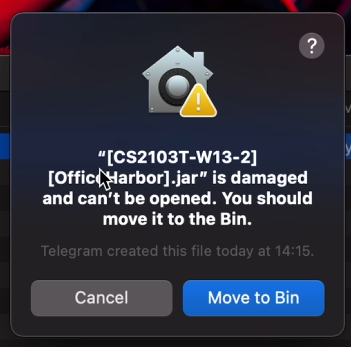 ?
“[CS2103T-W13-2]
[OfficeHarbor].jar” is damaged
and can’t be opened. You should
move it to the Bin.
Telegram created this file today at 14:15.
Cancel
Move to Bin